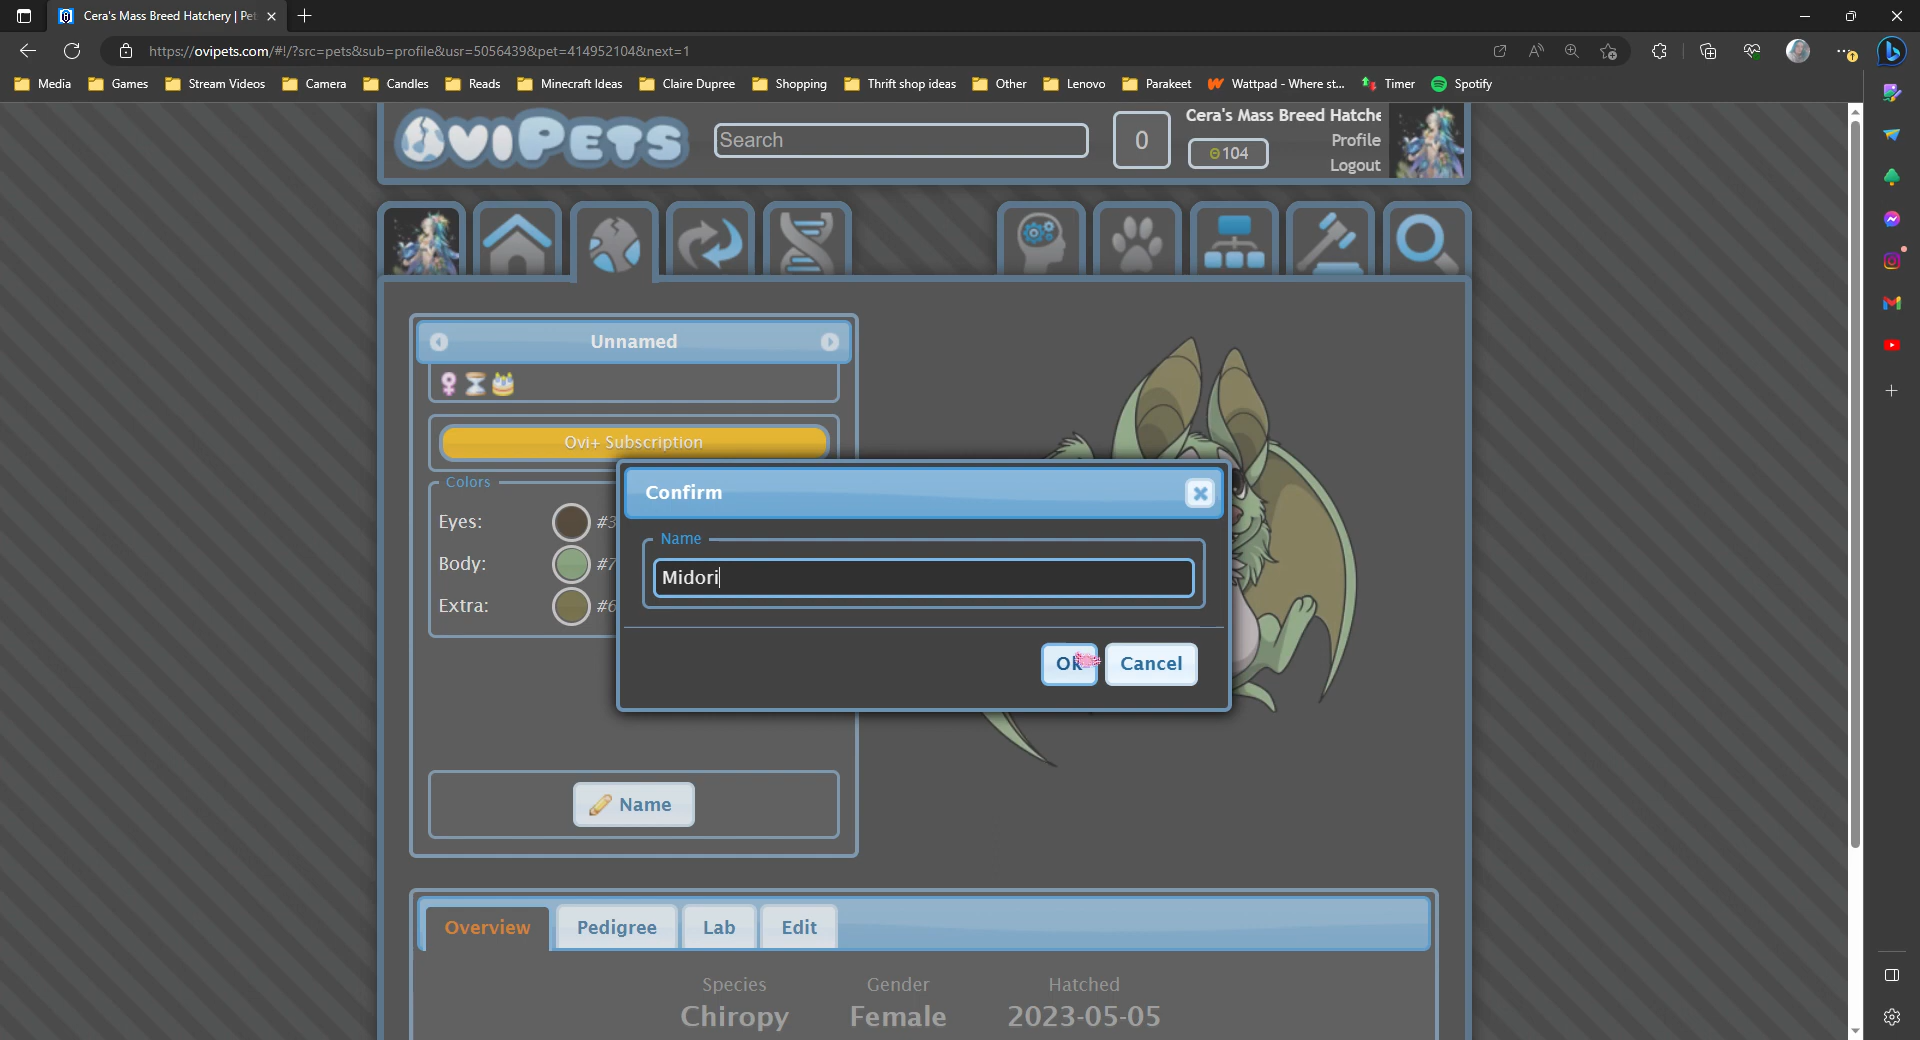 Cera's Mass Breed Hatchery | Pet
https://ovipets.com/#!/?src=pets&sub=profile&usr=5056439&pet=414952104&next=1
Media Games Stream Videos Camera Candles Reads Minecraft Ideas Claire Dupree Shopping Thrift shop ideas Other Lenovo Parakeet Wattpad - Where st... Timer Spotify
OviPets
Search
0
Cera's Mass Breed Hatche
104
Profile
Logout
Unnamed
Ovi+ Subscription
Colors
Eyes: #3
Body: #7
Extra: #6
Confirm
Name
Midori
Ok Cancel
Name
Overview Pedigree Lab Edit
Species Gender Hatched
Chiropy Female 2023-05-05